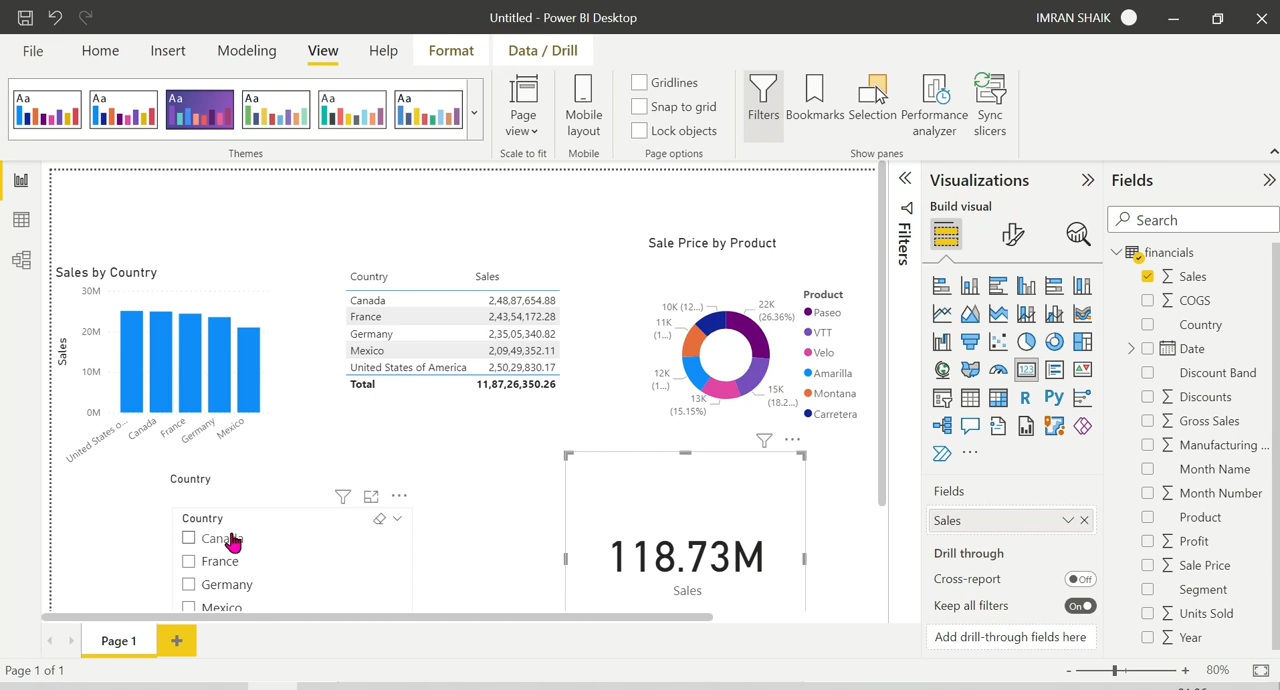 Untitled - Power BI Desktop
IMRAN SHAIK
File Home Insert Modeling View Help Format Data / Drill
Aa Aa Aa Aa Aa Aa
Page view
Mobile layout
Gridlines
Snap to grid
Lock objects
Filters
Bookmarks
Selection
Performance analyzer
Sync slicers
Themes
Scale to fit
Mobile
Page options
Show panes
Sales by Country
Sales
30M
20M
10M
0M
United States o...
Canada
France
Germany
Mexico
Country Sales
Canada 2,48,87,654.88
France 2,43,54,172.28
Germany 2,35,05,340.82
Mexico 2,09,49,352.11
United States of America 2,50,29,830.17
Total 11,87,26,350.26
Sale Price by Product
22K
(26.36%)
15K
(18.2...)
13K
(15.15%)
12K
(1...)
11K
(1...)
10K (12...)
Product
Paseo
VTT
Velo
Amarilla
Montana
Carretera
Country
Country
Canada
France
Germany
Mexico
118.73M
Sales
Filters
Visualizations
Build visual
123
R
Py
Fields
Sales
Drill through
Cross-report
Off
Keep all filters
On
Add drill-through fields here
Fields
Search
financials
Sales
COGS
Country
Date
Discount Band
Discounts
Gross Sales
Manufacturing ...
Month Name
Month Number
Product
Profit
Sale Price
Segment
Units Sold
Year
Page 1
Page 1 of 1
- + 80%